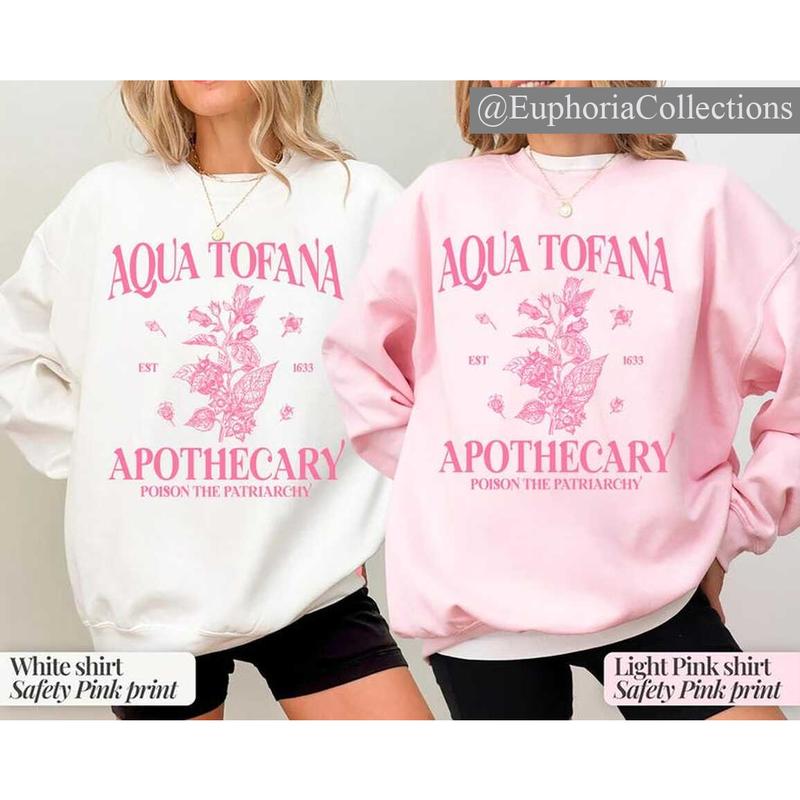 @EuphoriaCollections
AQUA TOFANA
EST 1633
APOTHECARY
POISON THE PATRIARCHY
AQUA TOFANA
EST 1633
APOTHECARY
POISON THE PATRIARCHY
White shirt
Safety Pink print
Light Pink shirt
Safety Pink print